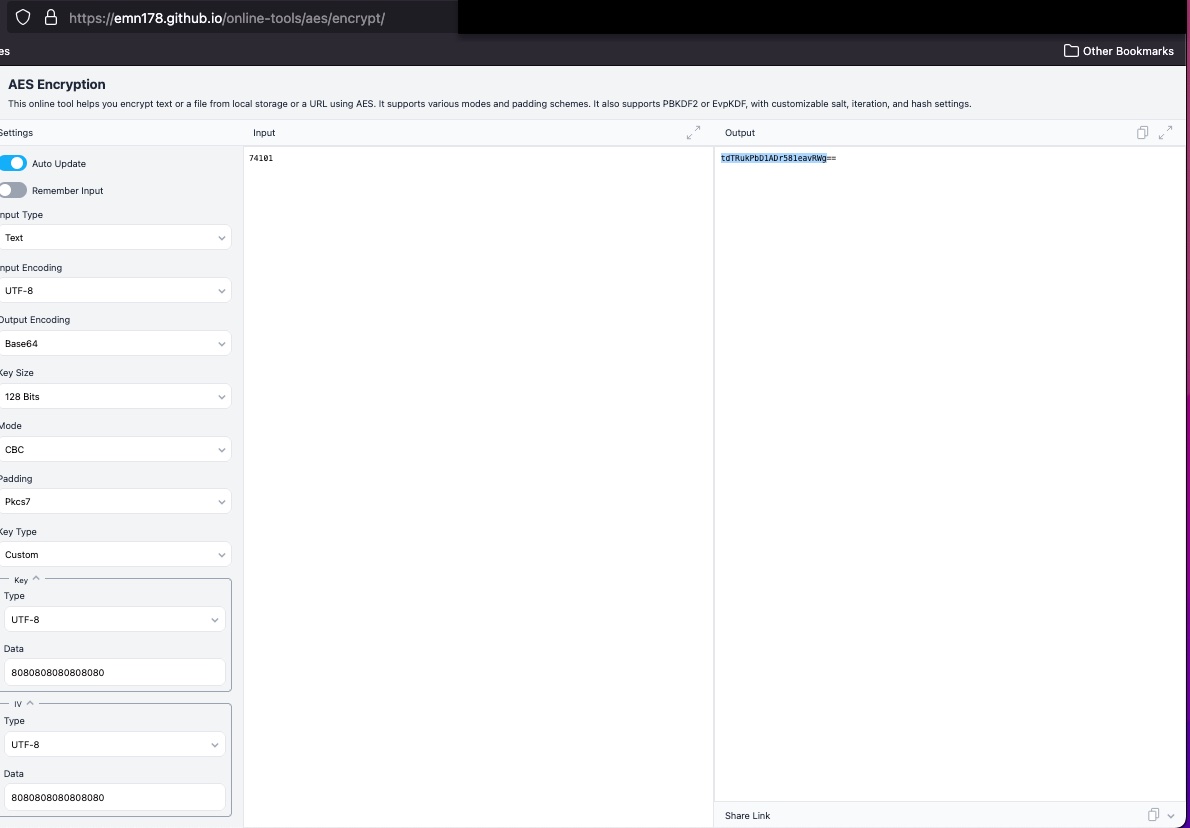 https://emn178.github.io/online-tools/aes/encrypt/
es
Other Bookmarks
AES Encryption
This online tool helps you encrypt text or a file from local storage or a URL using AES. It supports various modes and padding schemes. It also supports PBKDF2 or EvpKDF, with customizable salt, iteration, and hash settings.
Settings
Input
Output
Auto Update
74101
tdTRukPbD1ADr581eavRWg==
Remember Input
Input Type
Text
Input Encoding
UTF-8
Output Encoding
Base64
Key Size
128 Bits
Mode
CBC
Padding
Pkcs7
Key Type
Custom
Key
Type
UTF-8
Data
8080808080808080
IV
Type
UTF-8
Data
8080808080808080
Share Link